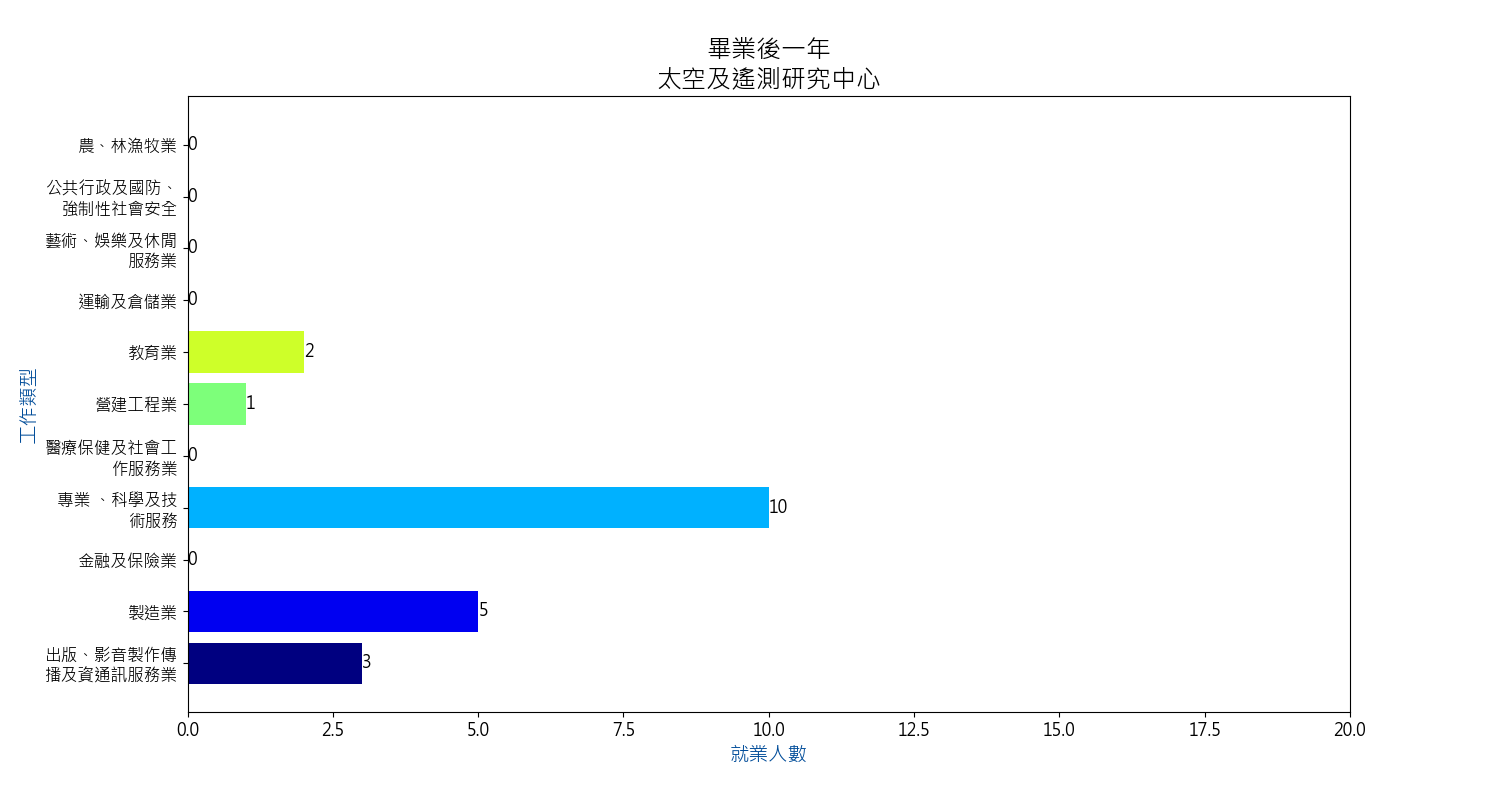 畢業後一年
太空及遙測研究中心
農、林漁牧業
0
公共行政及國防、
強制性社會安全
0
藝術、娛樂及休閒
服務業
0
運輸及倉儲業
0
教育業
2
營建工程業
1
醫療保健及社會工
作服務業
0
專業 、科學及技
術服務
10
金融及保險業
0
製造業
5
出版、影音製作傳
播及資通訊服務業
3
工作類型
0.0 2.5 5.0 7.5 10.0 12.5 15.0 17.5 20.0
就業人數